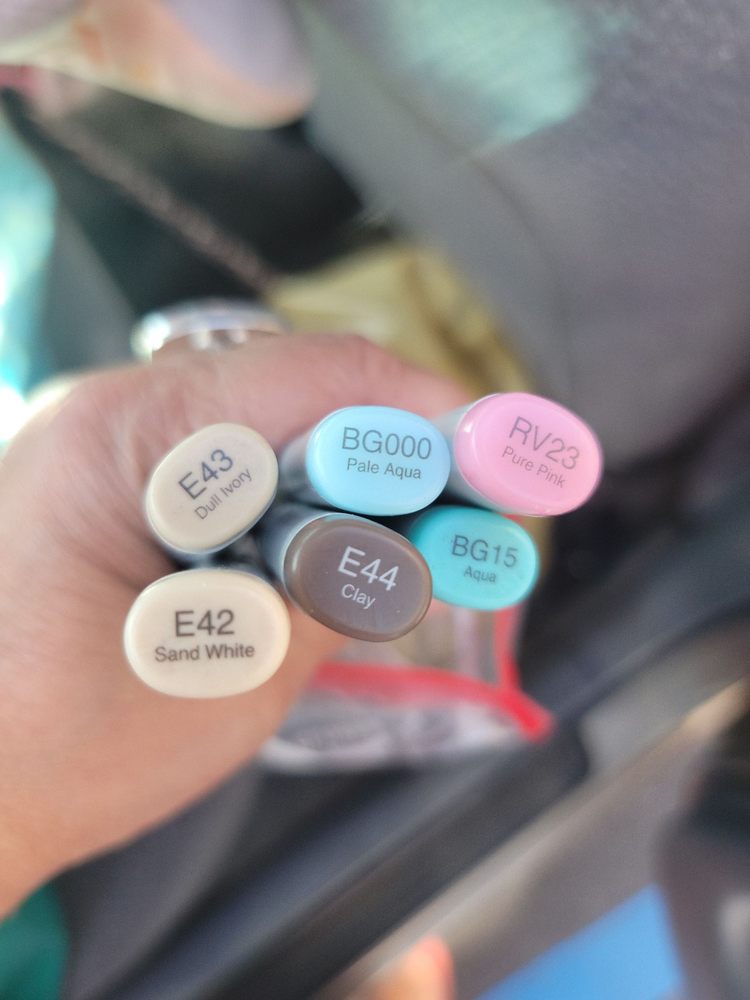 E43
Dull Ivory
BG000
Pale Aqua
RV23
Pure Pink
E44
Clay
BG15
Aqua
E42
Sand White